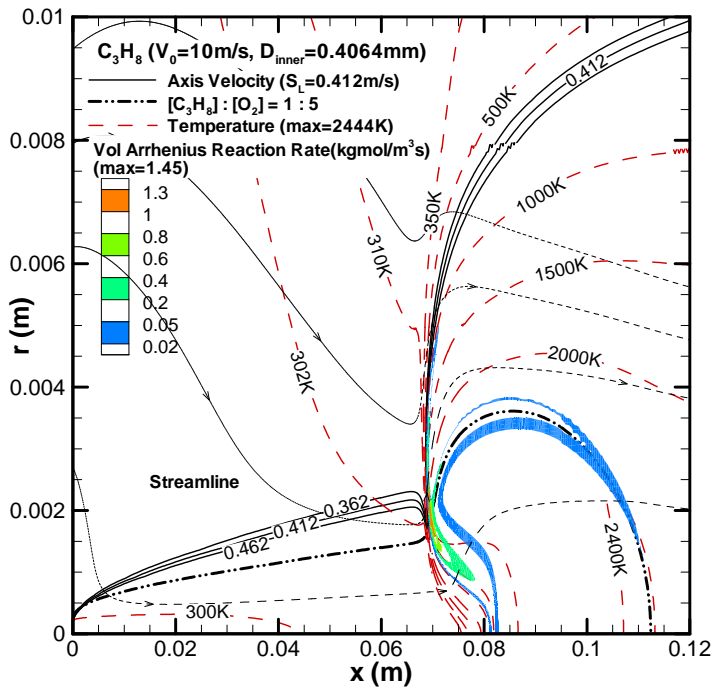 C₃H₈ (V₀=10m/s, D_inner=0.4064mm)
Axis Velocity (S_L=0.412m/s)
[C₃H₈] : [O₂] = 1 : 5
Temperature (max=2444K)
Vol Arrhenius Reaction Rate(kgmol/m³s)
(max=1.45)
1.3
1
0.8
0.6
0.4
0.2
0.05
0.02
0.412
500K
350K
310K
1000K
1500K
302K
2000K
Streamline
0.362
0.412
0.462
2400K
300K
r (m)
0.01
0.008
0.006
0.004
0.002
0
0
0.02
0.04
0.06
0.08
0.1
0.12
x (m)